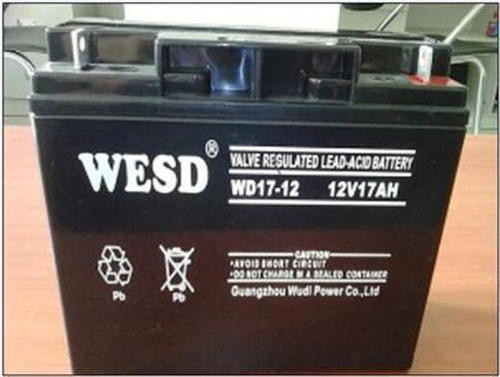 WESD®
VALVE REGULATED LEAD-ACID BATTERY
WD17-12 12V17AH
CAUTION
•AVOID SHORT CIRCUIT
•DO NOT CHARGE IN A SEALED CONTAINER
Guangzhou Wudi Power Co.,Ltd
Pb
Pb